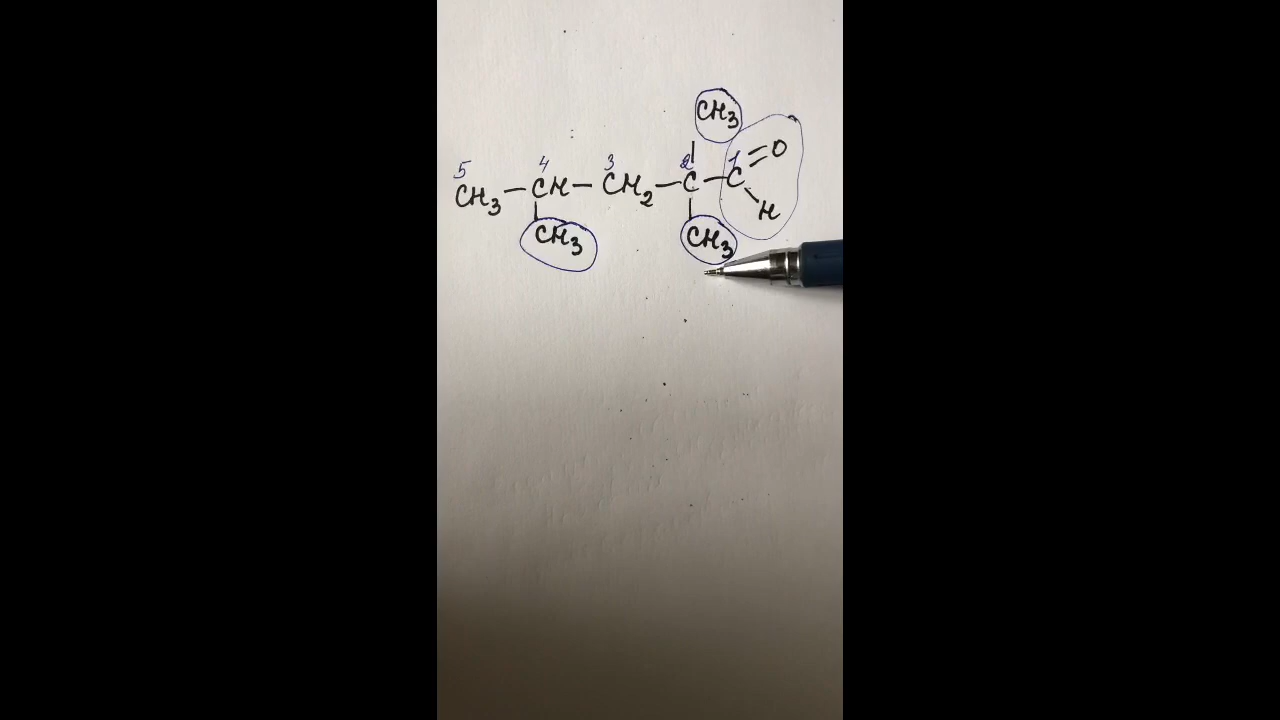 CH3
5 4 3 2 1 =O
CH3 — CH — CH2 — C — C
H
CH3 CH3